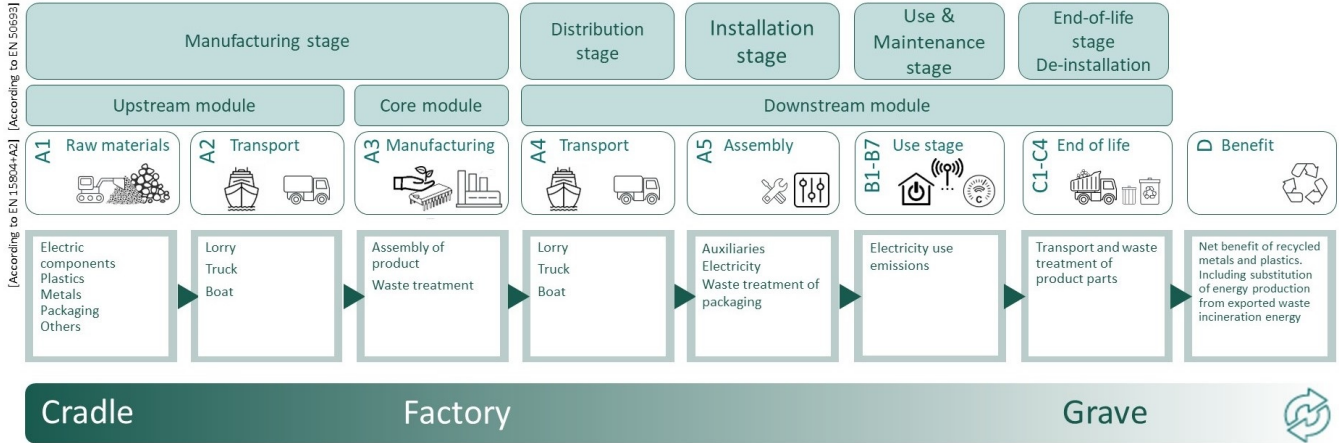 [According to EN 50693]
Manufacturing stage
Distribution
stage
Installation
stage
Use &
Maintenance
stage
End-of-life
stage
De-installation
Upstream module
Core module
Downstream module
[According to EN 15804+A2]
A1 Raw materials
A2 Transport
A3 Manufacturing
A4 Transport
A5 Assembly
B1-B7 Use stage
C
C1-C4 End of life
D Benefit
Electric
components
Plastics
Metals
Packaging
Others
Lorry
Truck
Boat
Assembly of
product
Waste treatment
Lorry
Truck
Boat
Auxiliaries
Electricity
Waste treatment of
packaging
Electricity use
emissions
Transport and waste
treatment of
product parts
Net benefit of recycled
metals and plastics.
Including substitution
of energy production
from exported waste
incineration energy
Cradle
Factory
Grave